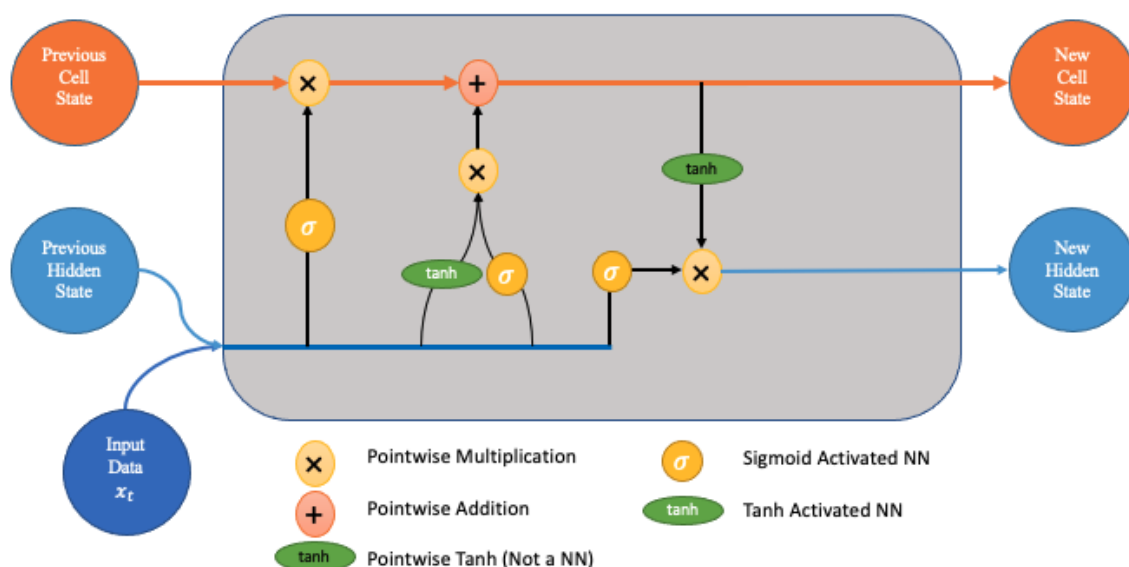 Previous
Cell
State
×
+
New
Cell
State
×
tanh
Previous
Hidden
State
σ
tanh
σ
σ
×
New
Hidden
State
Input
Data
x_t
× Pointwise Multiplication
σ Sigmoid Activated NN
+ Pointwise Addition
tanh Tanh Activated NN
tanh Pointwise Tanh (Not a NN)